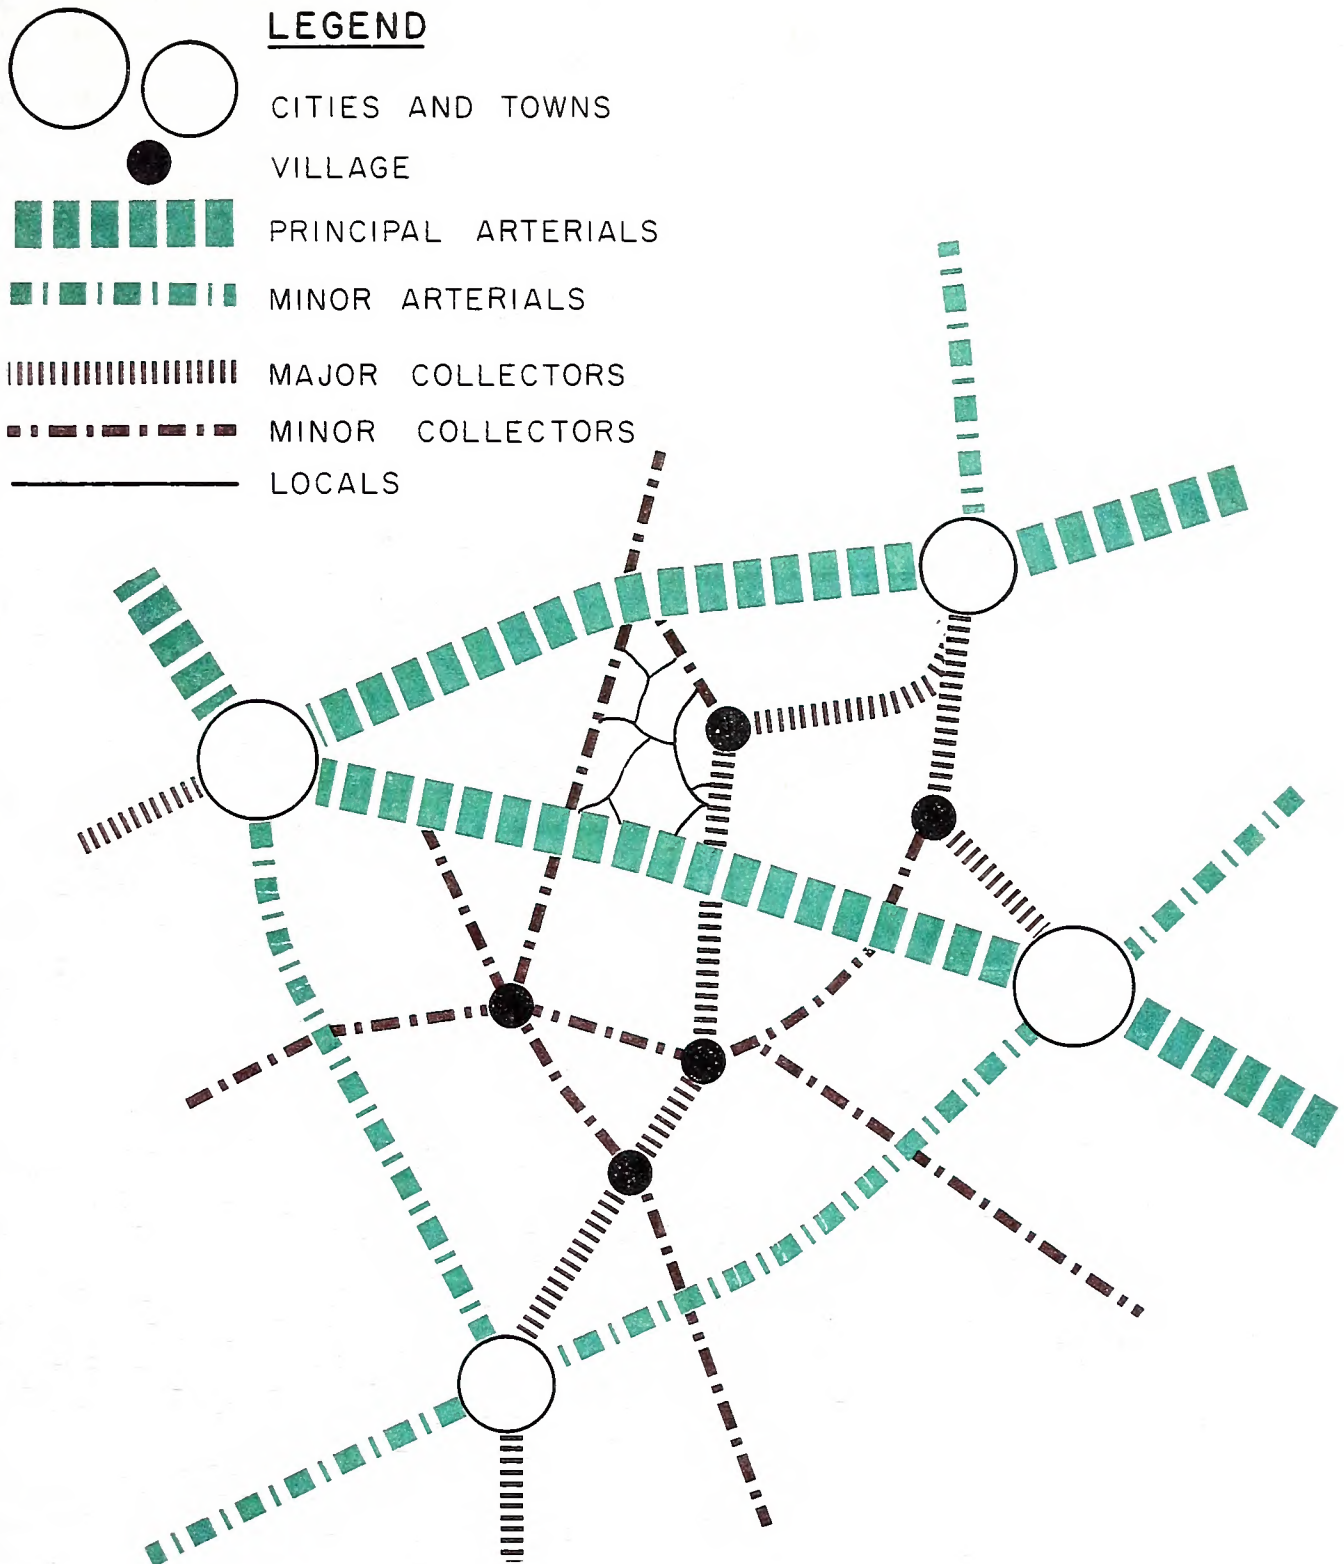 LEGEND
CITIES AND TOWNS
VILLAGE
PRINCIPAL ARTERIALS
MINOR ARTERIALS
MAJOR COLLECTORS
MINOR COLLECTORS
LOCALS